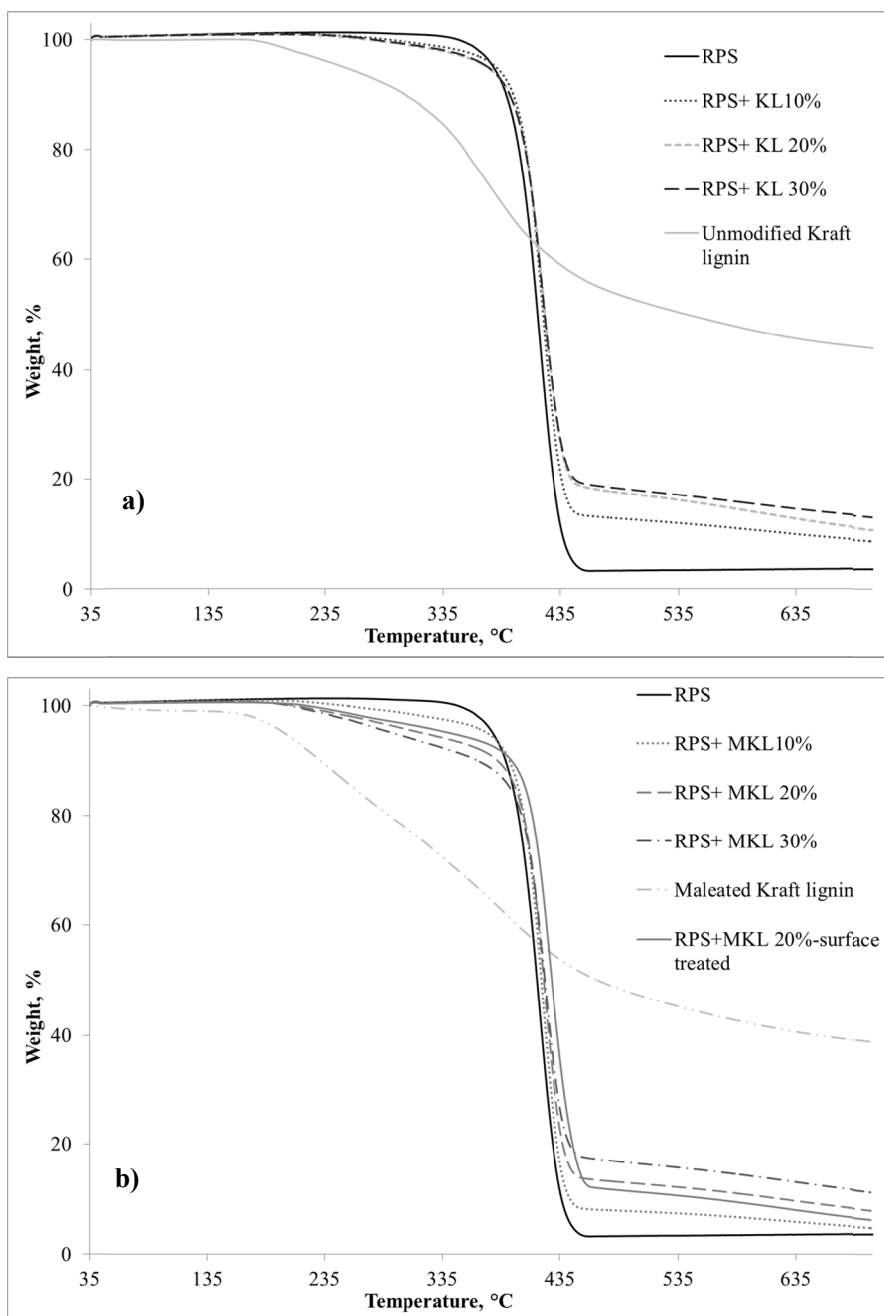 100
80
60
40
20
0
Weight, %
a)
RPS
RPS+ KL10%
RPS+ KL 20%
RPS+ KL 30%
Unmodified Kraft
lignin
35
135
235
335
435
535
635
Temperature, °C
100
80
60
40
20
0
Weight, %
b)
RPS
RPS+ MKL10%
RPS+ MKL 20%
RPS+ MKL 30%
Maleated Kraft lignin
RPS+MKL 20%-surface
treated
35
135
235
335
435
535
635
Temperature, °C